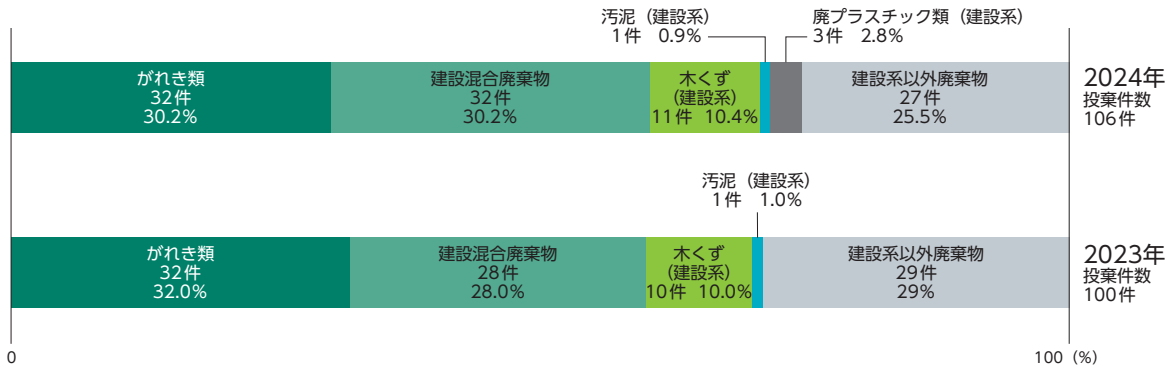 汚泥（建設系）
1件 0.9%
廃プラスチック類（建設系）
3件 2.8%
がれき類
32件
30.2%
建設混合廃棄物
32件
30.2%
木くず
（建設系）
11件 10.4%
建設系以外廃棄物
27件
25.5%
2024年
投棄件数
106件
汚泥（建設系）
1件 1.0%
がれき類
32件
32.0%
建設混合廃棄物
28件
28.0%
木くず
（建設系）
10件 10.0%
建設系以外廃棄物
29件
29%
2023年
投棄件数
100件
0
100（%）